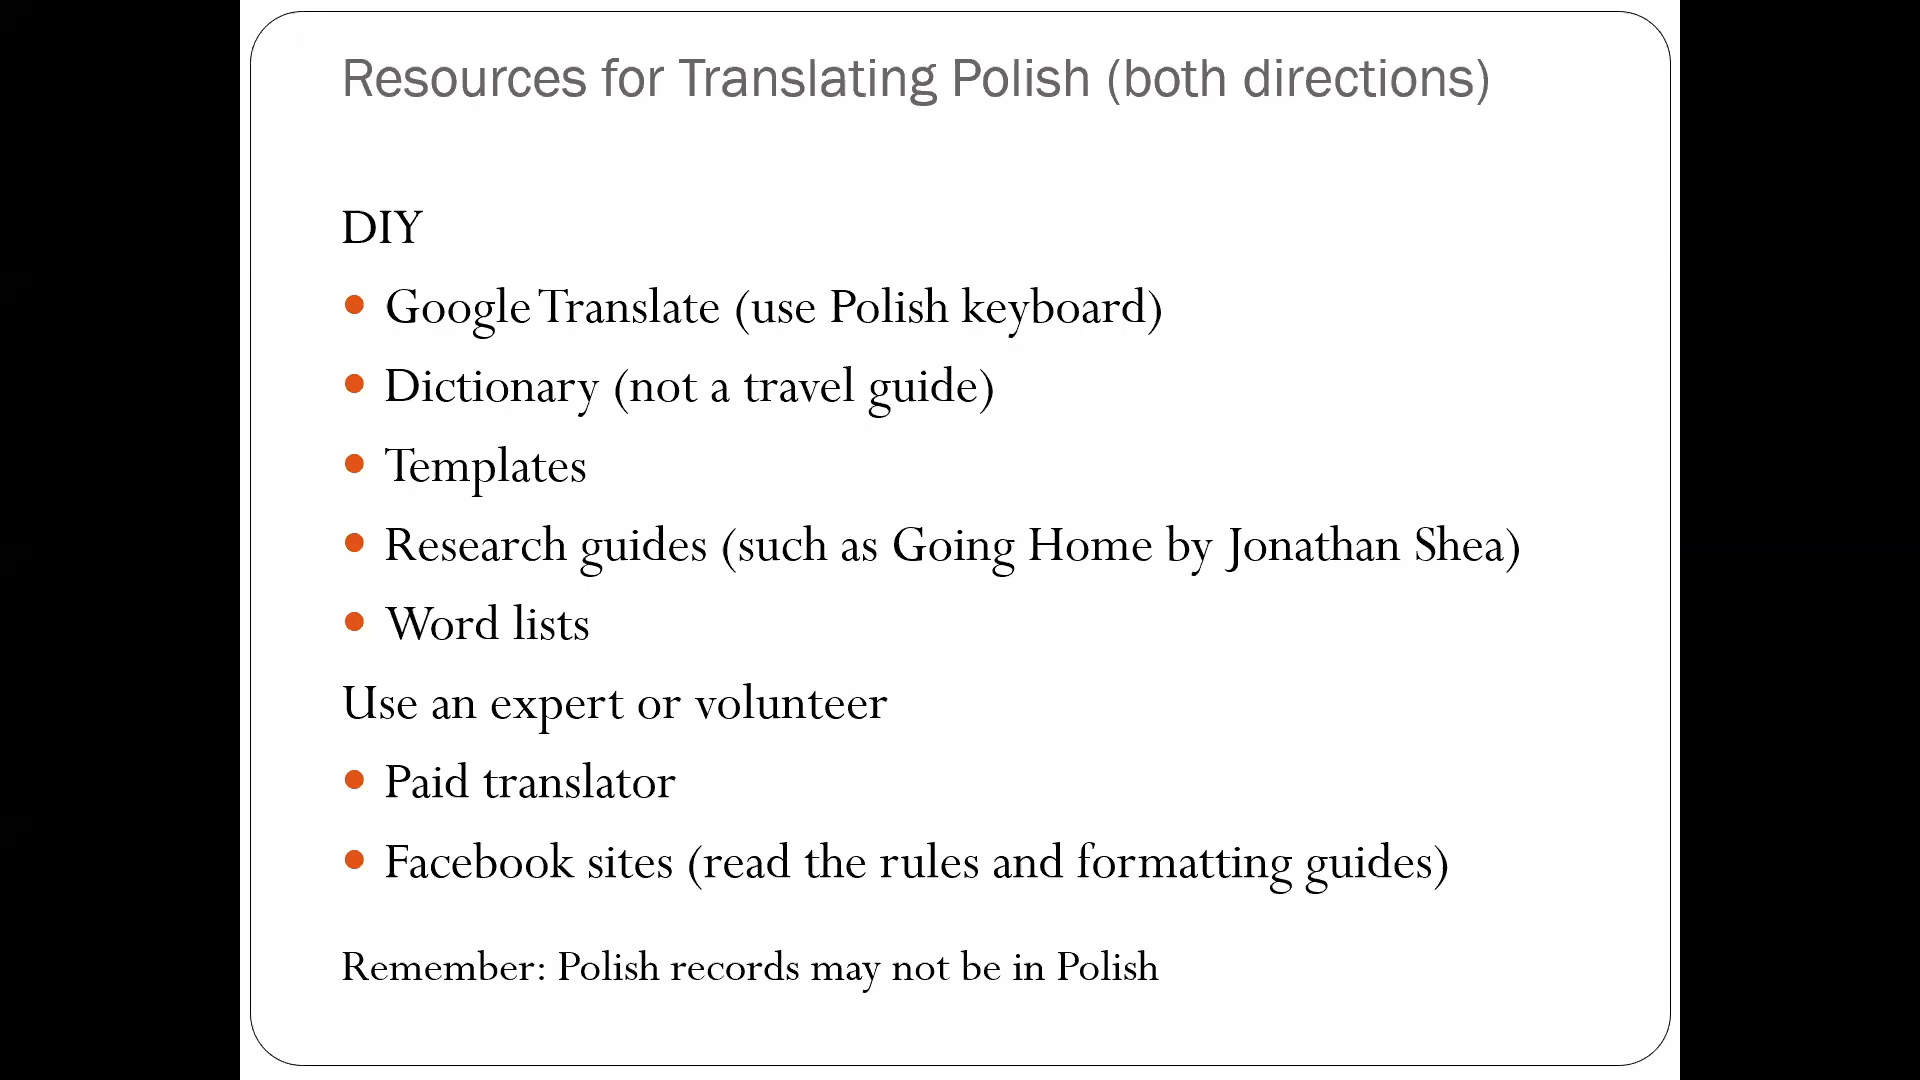 Resources for Translating Polish (both directions)
DIY
• Google Translate (use Polish keyboard)
• Dictionary (not a travel guide)
• Templates
• Research guides (such as Going Home by Jonathan Shea)
• Word lists
Use an expert or volunteer
• Paid translator
• Facebook sites (read the rules and formatting guides)
Remember: Polish records may not be in Polish